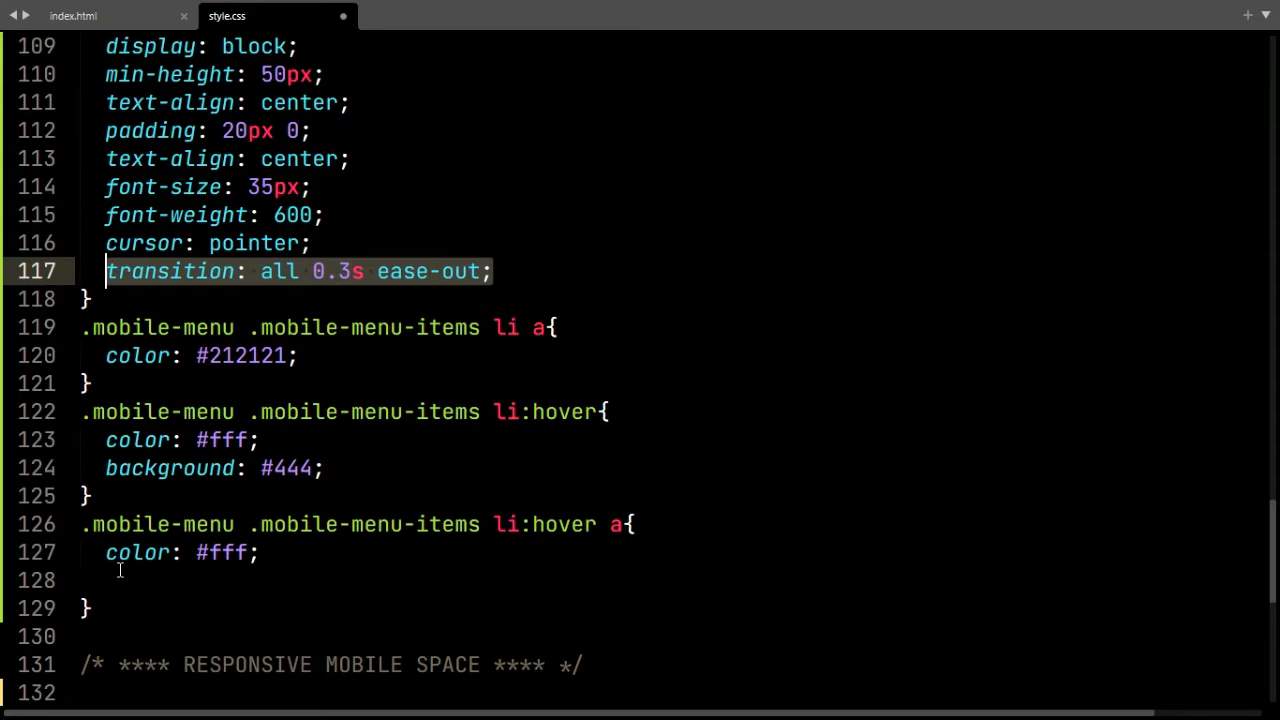 index.html
style.css
109 display: block;
110 min-height: 50px;
111 text-align: center;
112 padding: 20px 0;
113 text-align: center;
114 font-size: 35px;
115 font-weight: 600;
116 cursor: pointer;
117 transition: all 0.3s ease-out;
118 }
119 .mobile-menu .mobile-menu-items li a{
120 color: #212121;
121 }
122 .mobile-menu .mobile-menu-items li:hover{
123 color: #fff;
124 background: #444;
125 }
126 .mobile-menu .mobile-menu-items li:hover a{
127 color: #fff;
128
129 }
130
131 /* **** RESPONSIVE MOBILE SPACE **** */
132